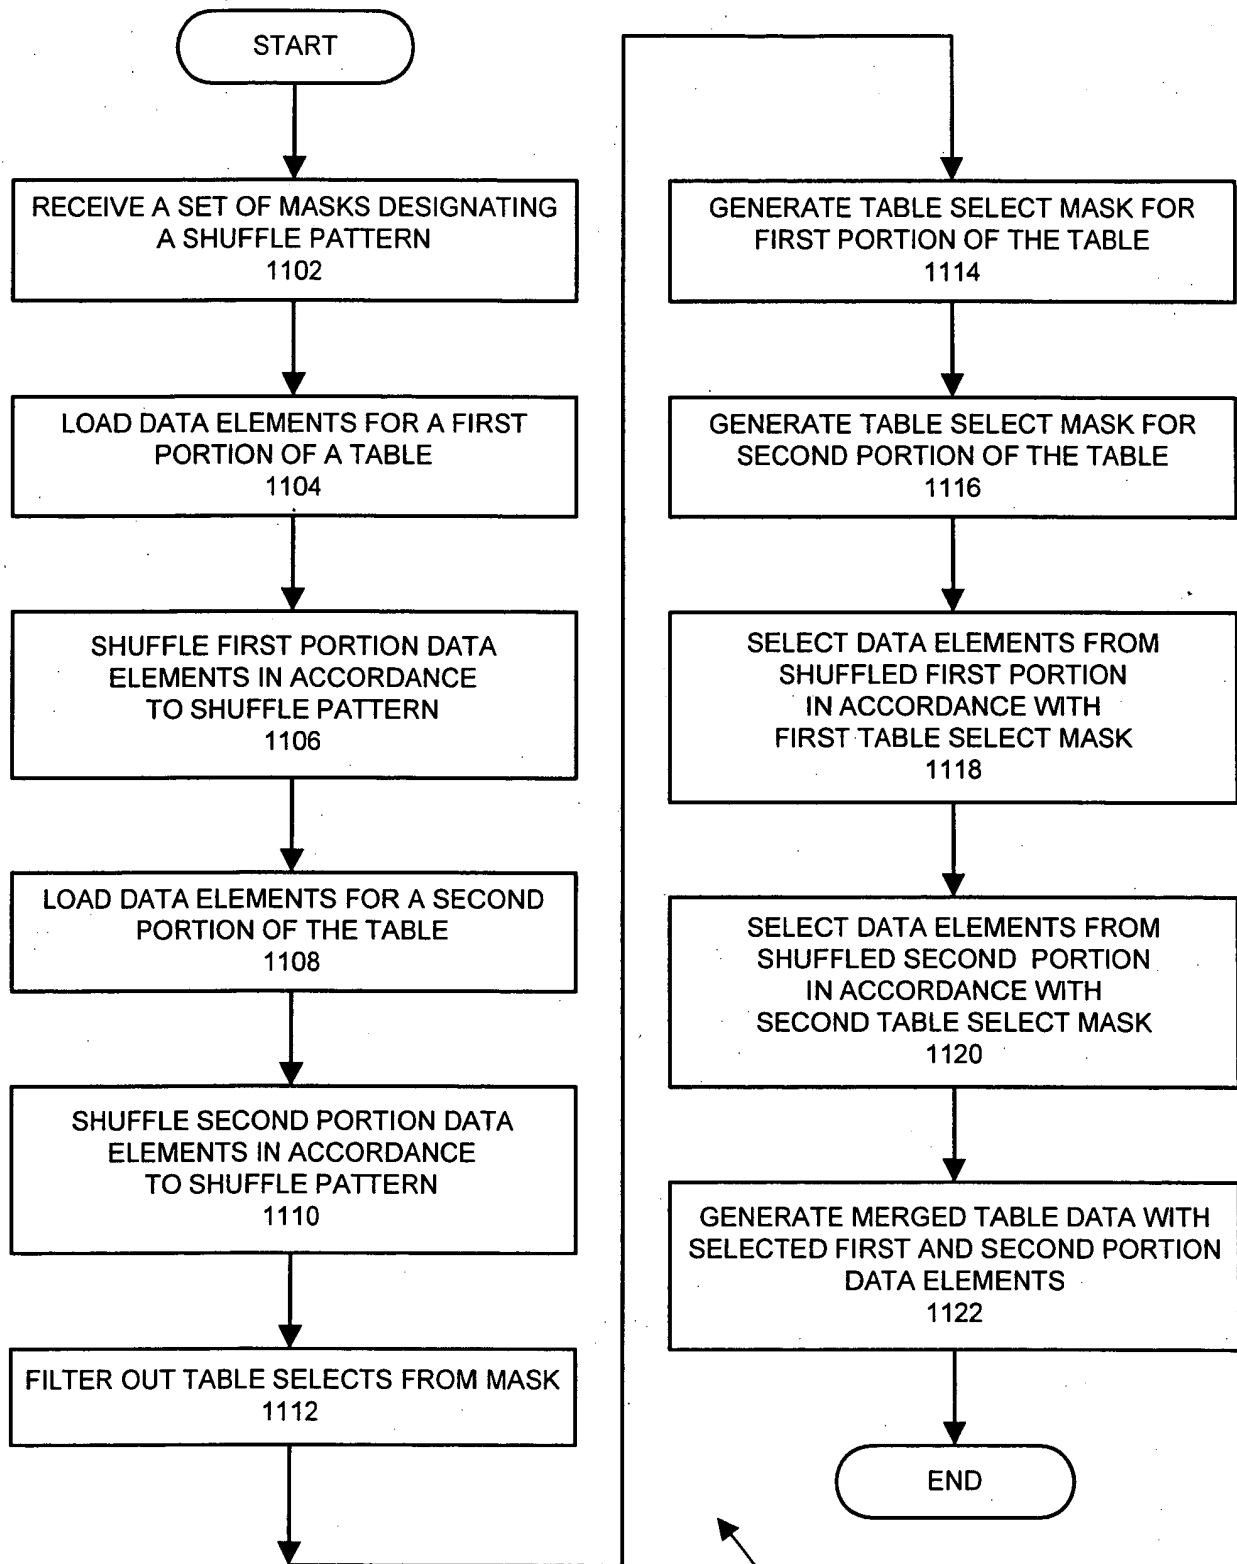 START
RECEIVE A SET OF MASKS DESIGNATING
A SHUFFLE PATTERN
1102
LOAD DATA ELEMENTS FOR A FIRST
PORTION OF A TABLE
1104
SHUFFLE FIRST PORTION DATA
ELEMENTS IN ACCORDANCE
TO SHUFFLE PATTERN
1106
LOAD DATA ELEMENTS FOR A SECOND
PORTION OF THE TABLE
1108
SHUFFLE SECOND PORTION DATA
ELEMENTS IN ACCORDANCE
TO SHUFFLE PATTERN
1110
FILTER OUT TABLE SELECTS FROM MASK
1112
GENERATE TABLE SELECT MASK FOR
FIRST PORTION OF THE TABLE
1114
GENERATE TABLE SELECT MASK FOR
SECOND PORTION OF THE TABLE
1116
SELECT DATA ELEMENTS FROM
SHUFFLED FIRST PORTION
IN ACCORDANCE WITH
FIRST TABLE SELECT MASK
1118
SELECT DATA ELEMENTS FROM
SHUFFLED SECOND PORTION
IN ACCORDANCE WITH
SECOND TABLE SELECT MASK
1120
GENERATE MERGED TABLE DATA WITH
SELECTED FIRST AND SECOND PORTION
DATA ELEMENTS
1122
END